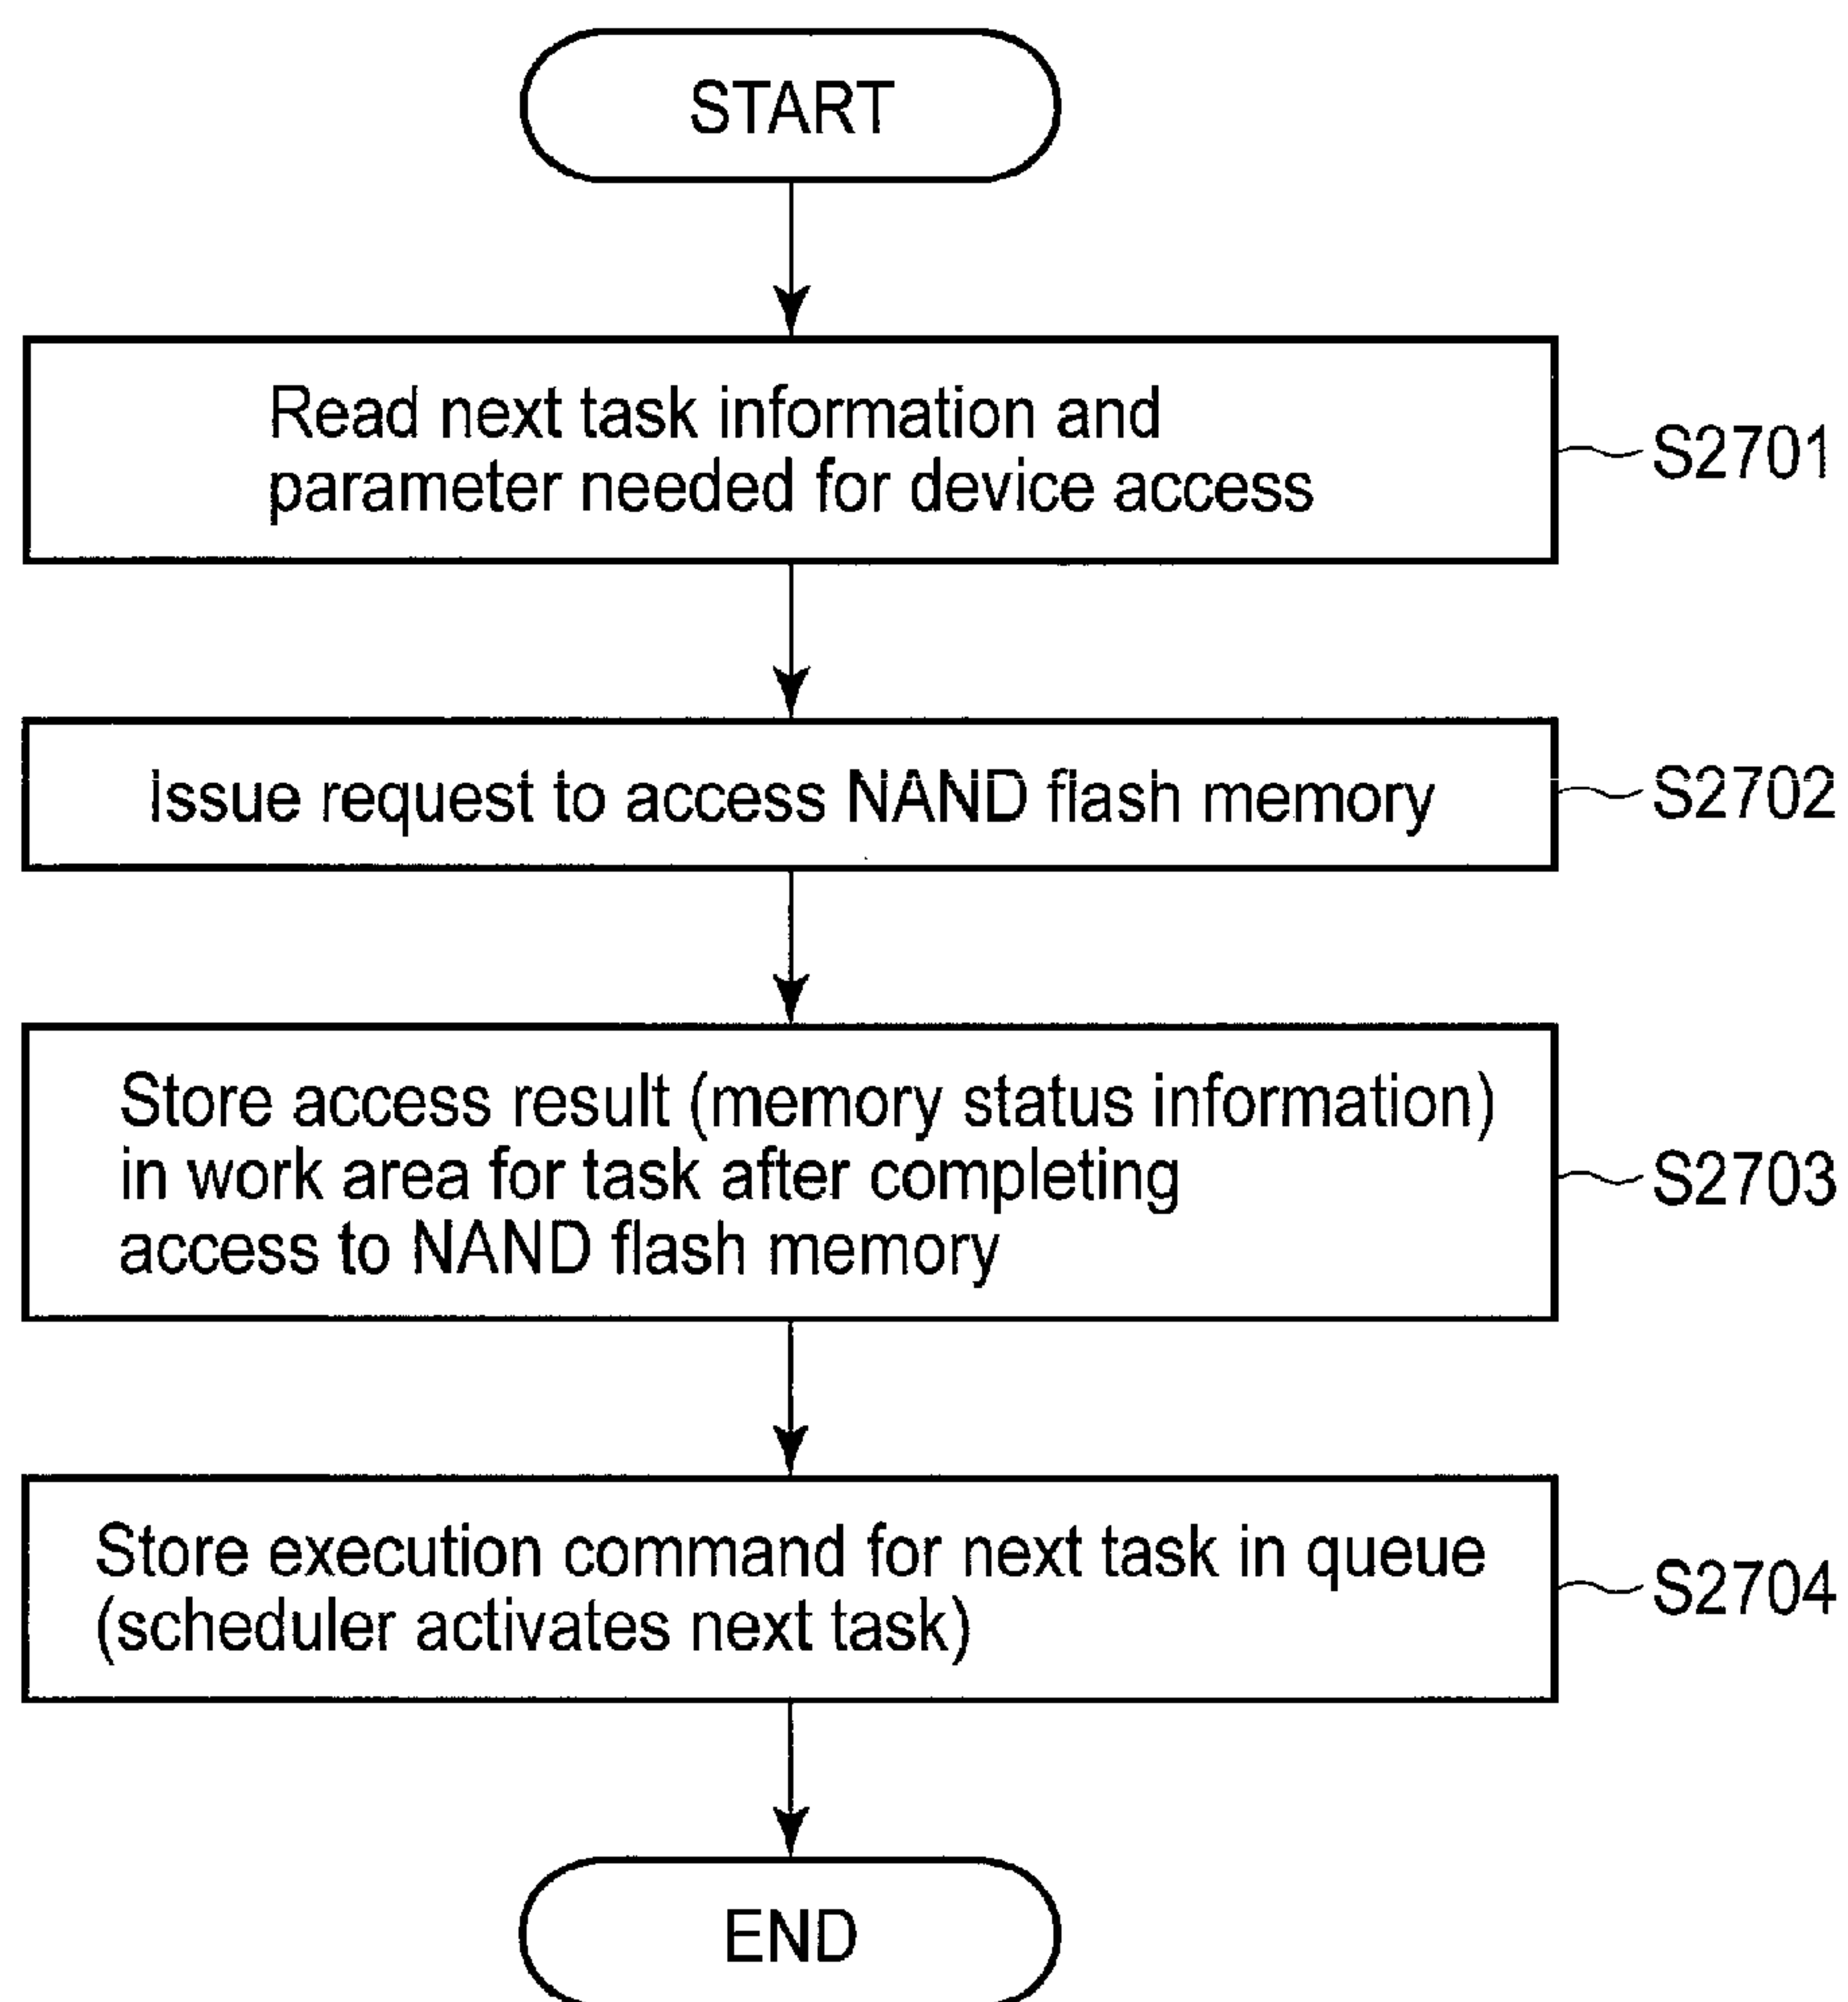 START
Read next task information and
parameter needed for device access
S2701
Issue request to access NAND flash memory
S2702
Store access result (memory status information)
in work area for task after completing
access to NAND flash memory
S2703
Store execution command for next task in queue
(scheduler activates next task)
S2704
END